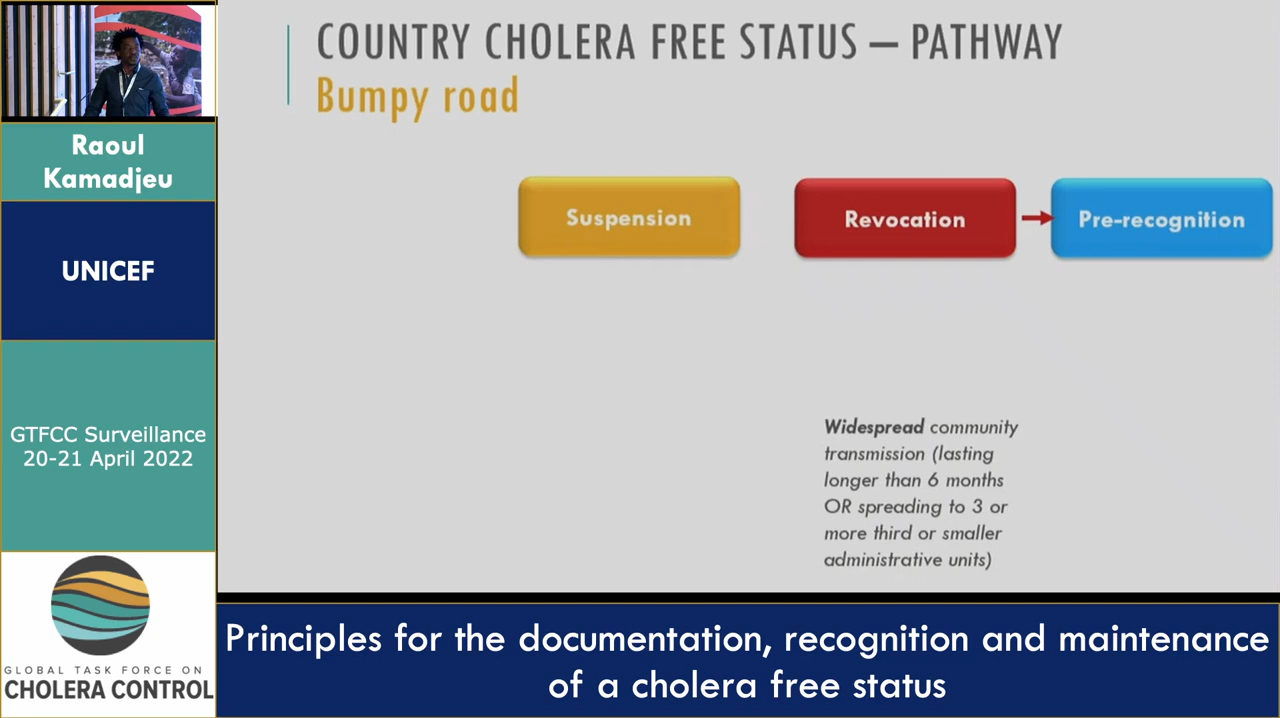 COUNTRY CHOLERA FREE STATUS – PATHWAY
Bumpy road
Raoul
Kamadjeu
UNICEF
GTFCC Surveillance
20-21 April 2022
GLOBAL TASK FORCE ON
CHOLERA CONTROL
Suspension
Revocation
Pre-recognition
Widespread community
transmission (lasting
longer than 6 months
OR spreading to 3 or
more third or smaller
administrative units)
Principles for the documentation, recognition and maintenance
of a cholera free status